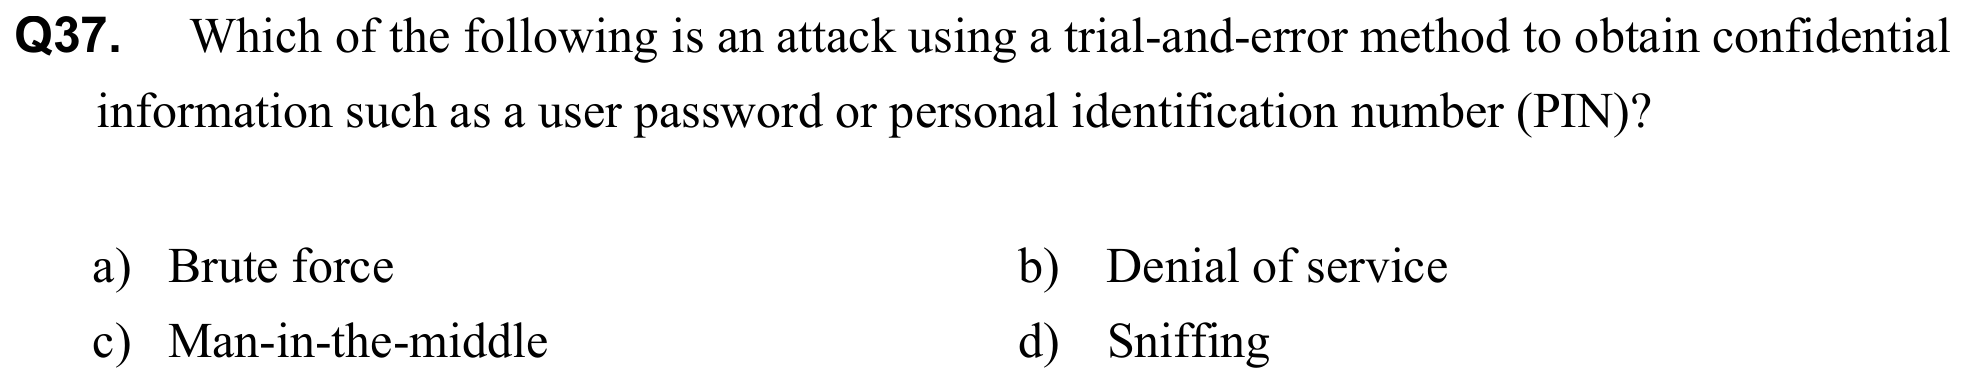 Q37. Which of the following is an attack using a trial-and-error method to obtain confidential
information such as a user password or personal identification number (PIN)?
a) Brute force b) Denial of service
c) Man-in-the-middle d) Sniffing